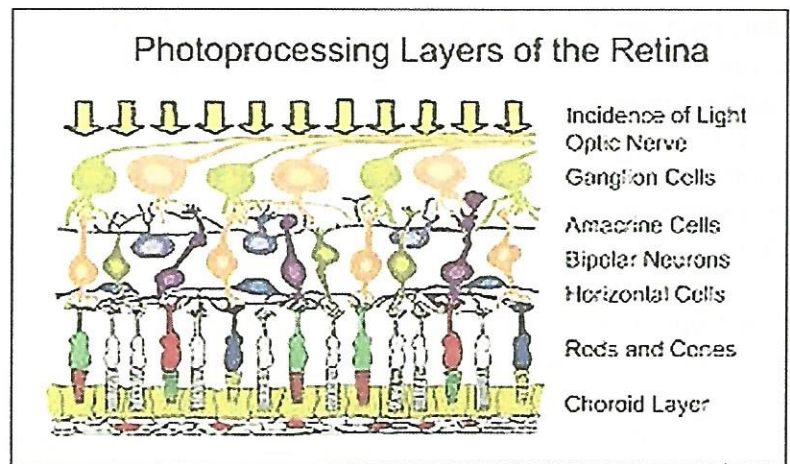 Photoprocessing Layers of the Retina
Incidence of Light
Optic Nerve
Ganglion Cells
Amacrine Cells
Bipolar Neurons
Horizontal Cells
Rods and Cones
Choroid Layer